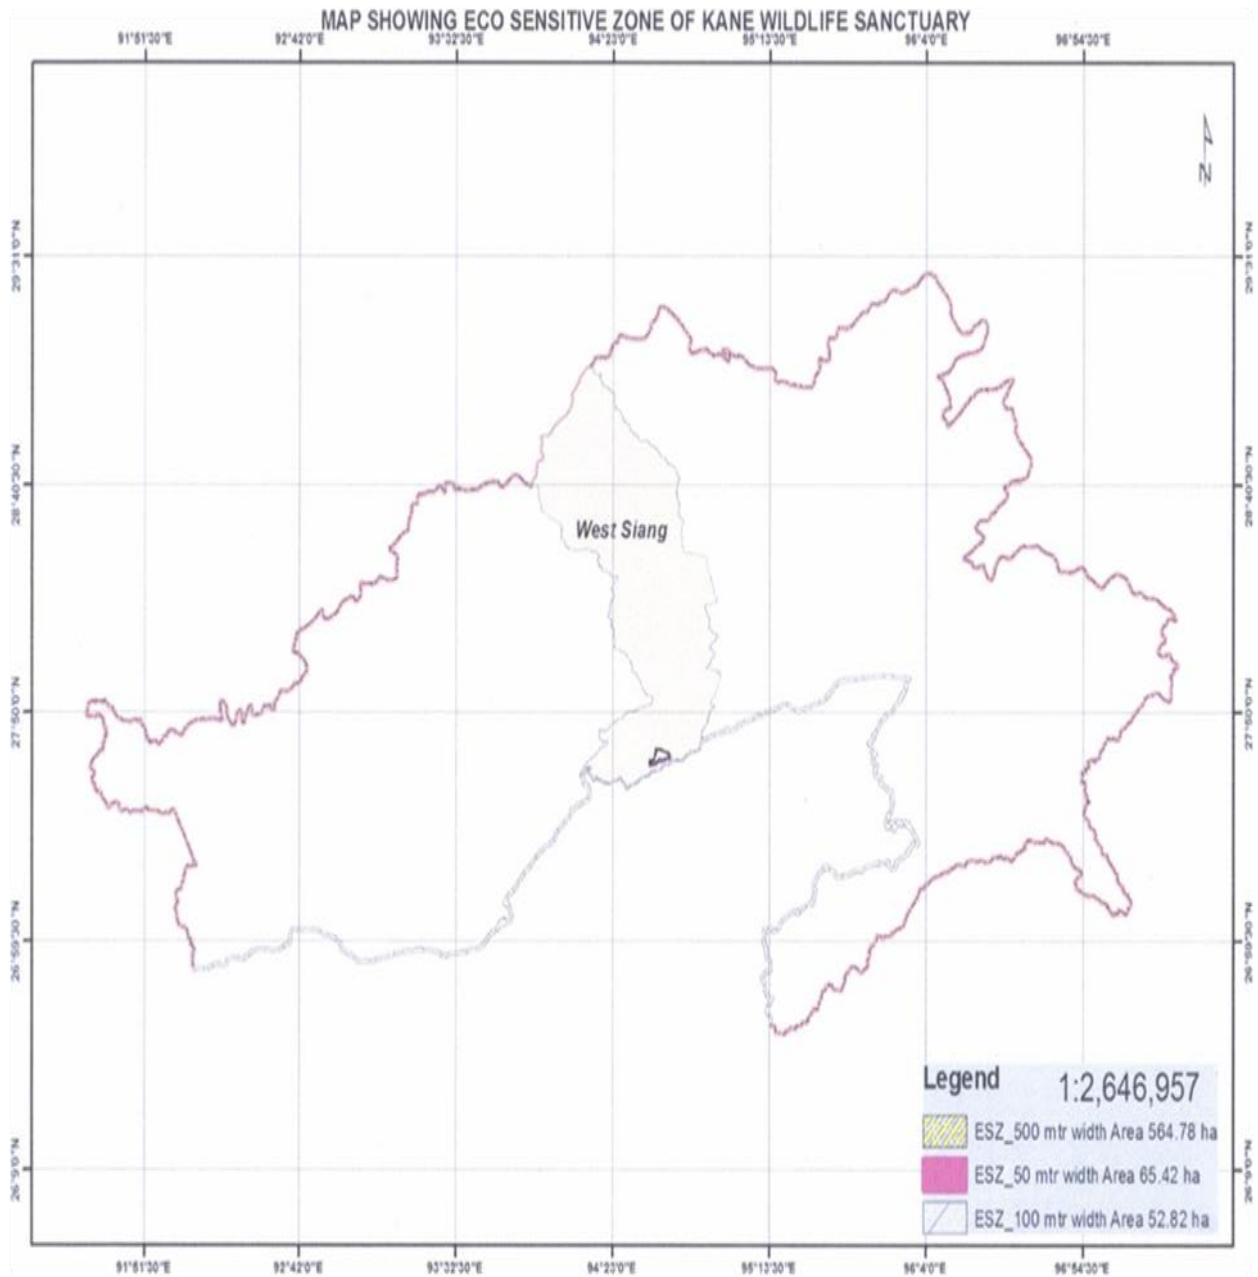 MAP SHOWING ECO SENSITIVE ZONE OF KANE WILDLIFE SANCTUARY
91°51'30"E 92°42'0"E 93°32'30"E 94°23'0"E 95°13'30"E 96°4'0"E 96°54'30"E
N
29°31'0"N 29°31'0"N
28°40'30"N 28°40'30"N
West Siang
27°50'0"N 27°50'0"N
26°59'30"N 26°59'30"N
Legend 1:2,646,957
ESZ_500 mtr width Area 564.78 ha
26°9'0"N 26°9'0"N
ESZ_50 mtr width Area 65.42 ha
ESZ_100 mtr width Area 52.82 ha
91°51'30"E 92°42'0"E 93°32'30"E 94°23'0"E 95°13'30"E 96°4'0"E 96°54'30"E